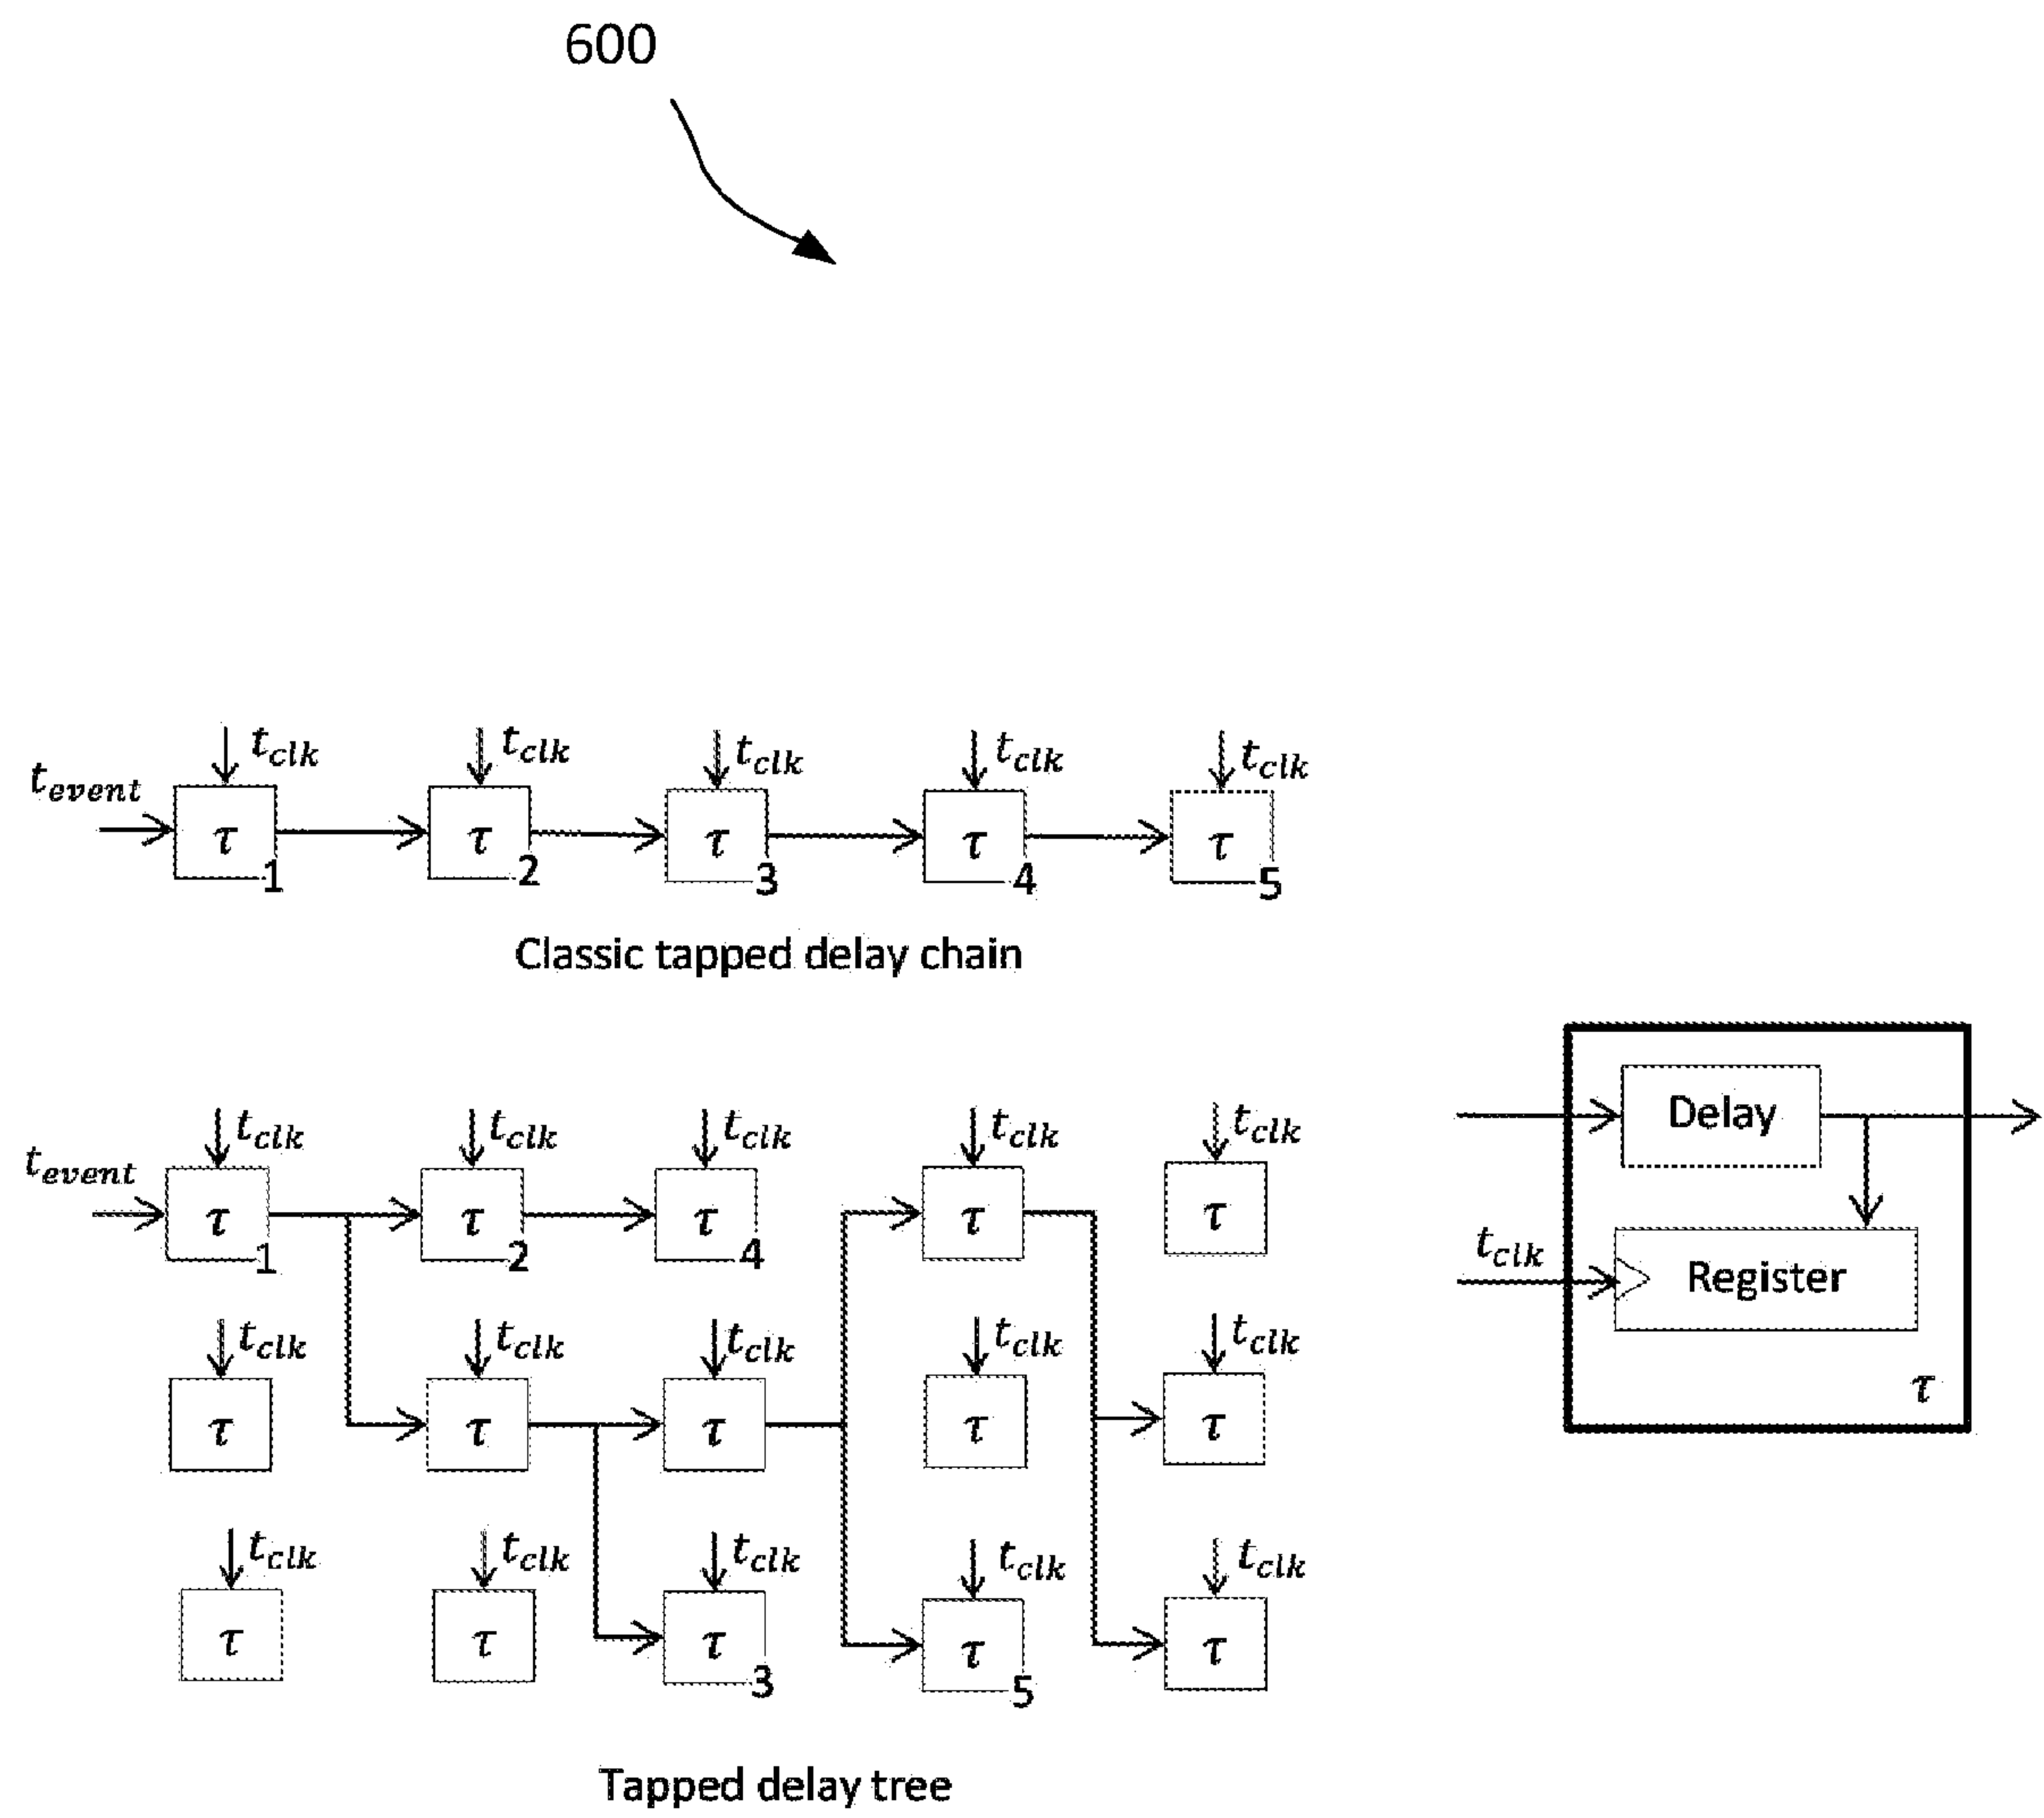 600
t_clk t_clk t_clk t_clk t_clk
t_event
τ τ τ τ τ
1 2 3 4 5
Classic tapped delay chain
t_clk t_clk t_clk t_clk t_clk
t_event
τ τ τ τ τ
1 2 4
t_clk t_clk t_clk t_clk t_clk
τ τ τ τ τ
t_clk t_clk t_clk t_clk t_clk
τ τ τ τ τ
3 5
Tapped delay tree
Delay
t_clk
Register
τ